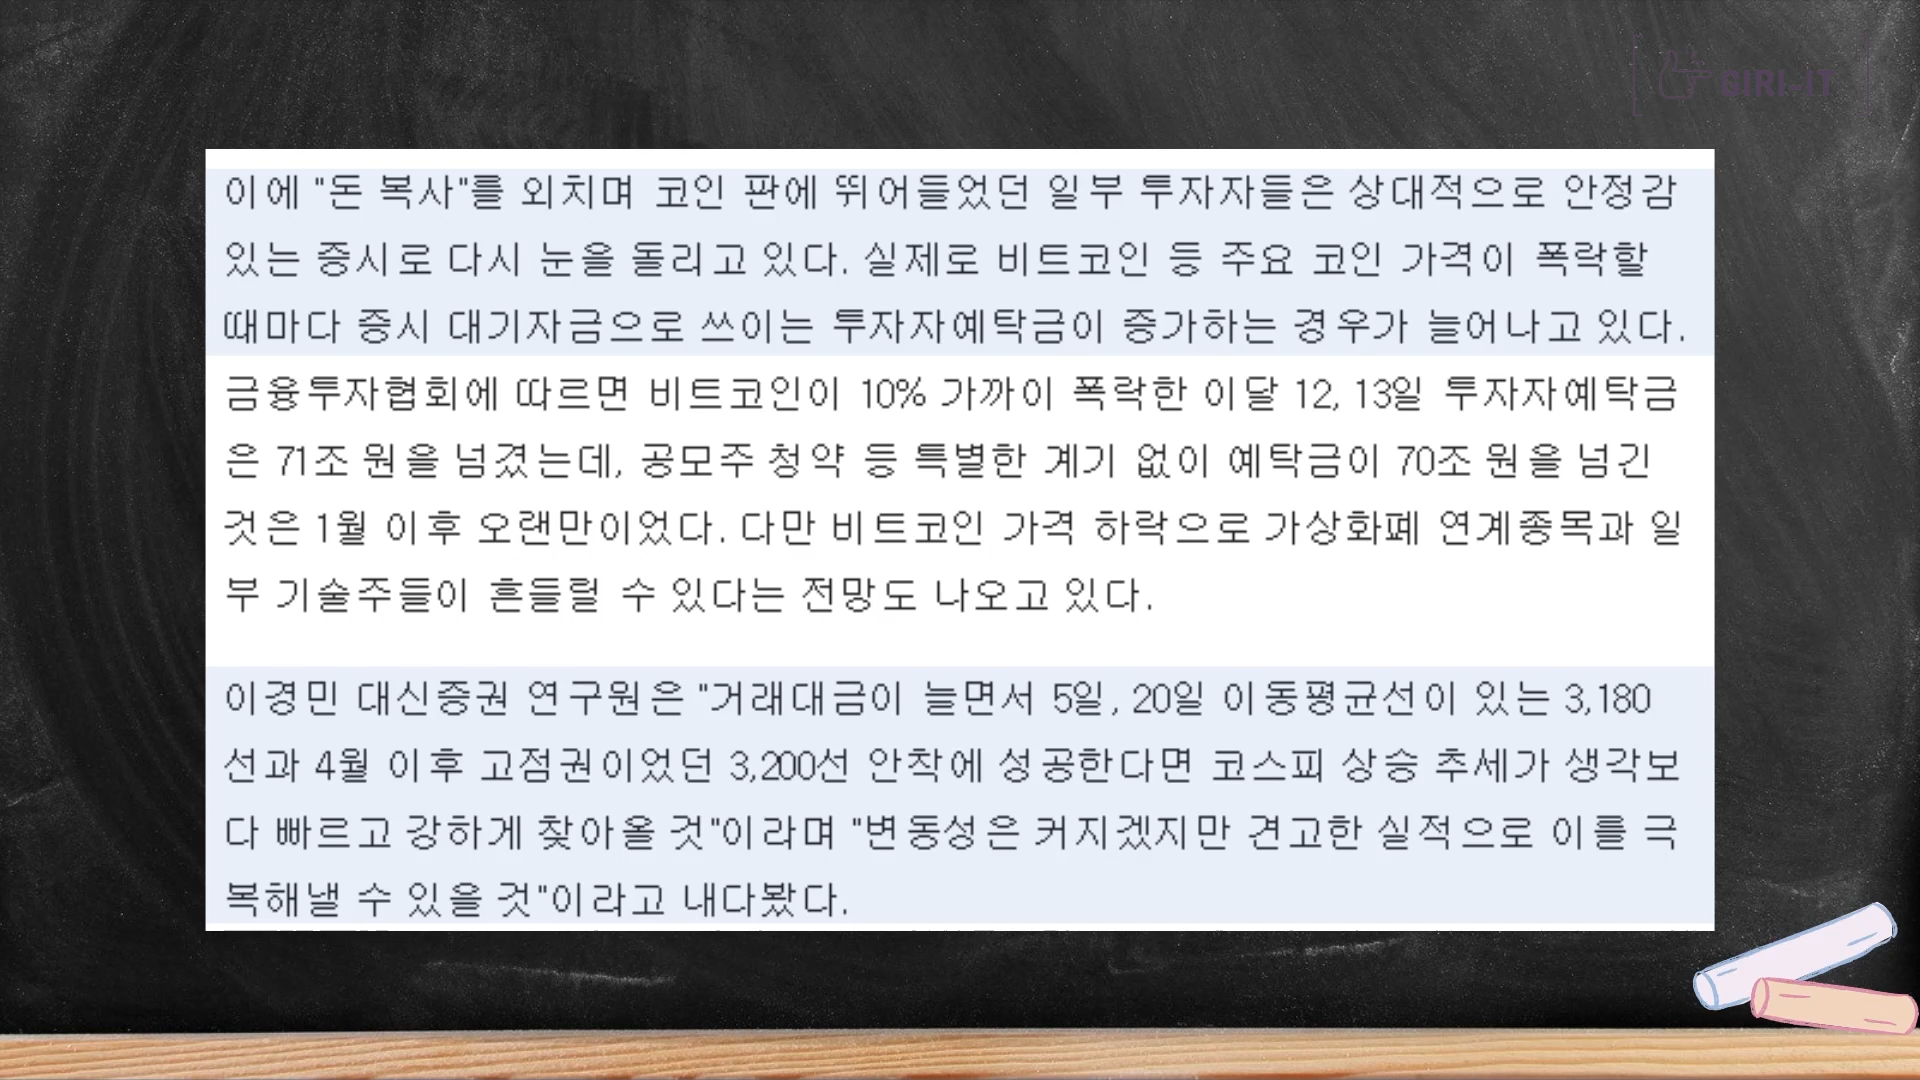 GIRL-IT
이에 "돈 복사"를 외치며 코인 판에 뛰어들었던 일부 투자자들은 상대적으로 안정감
있는 증시로 다시 눈을 돌리고 있다. 실제로 비트코인 등 주요 코인 가격이 폭락할
때마다 증시 대기자금으로 쓰이는 투자자예탁금이 증가하는 경우가 늘어나고 있다.
금융투자협회에 따르면 비트코인이 10% 가까이 폭락한 이달 12, 13일 투자자예탁금
은 71조 원을 넘겼는데, 공모주 청약 등 특별한 계기 없이 예탁금이 70조 원을 넘긴
것은 1월 이후 오랜만이었다. 다만 비트코인 가격 하락으로 가상화폐 연계종목과 일
부 기술주들이 흔들릴 수 있다는 전망도 나오고 있다.
이경민 대신증권 연구원은 "거래대금이 늘면서 5일, 20일 이동평균선이 있는 3,180
선과 4월 이후 고점권이었던 3,200선 안착에 성공한다면 코스피 상승 추세가 생각보
다 빠르고 강하게 찾아올 것"이라며 "변동성은 커지겠지만 견고한 실적으로 이를 극
복해낼 수 있을 것"이라고 내다봤다.